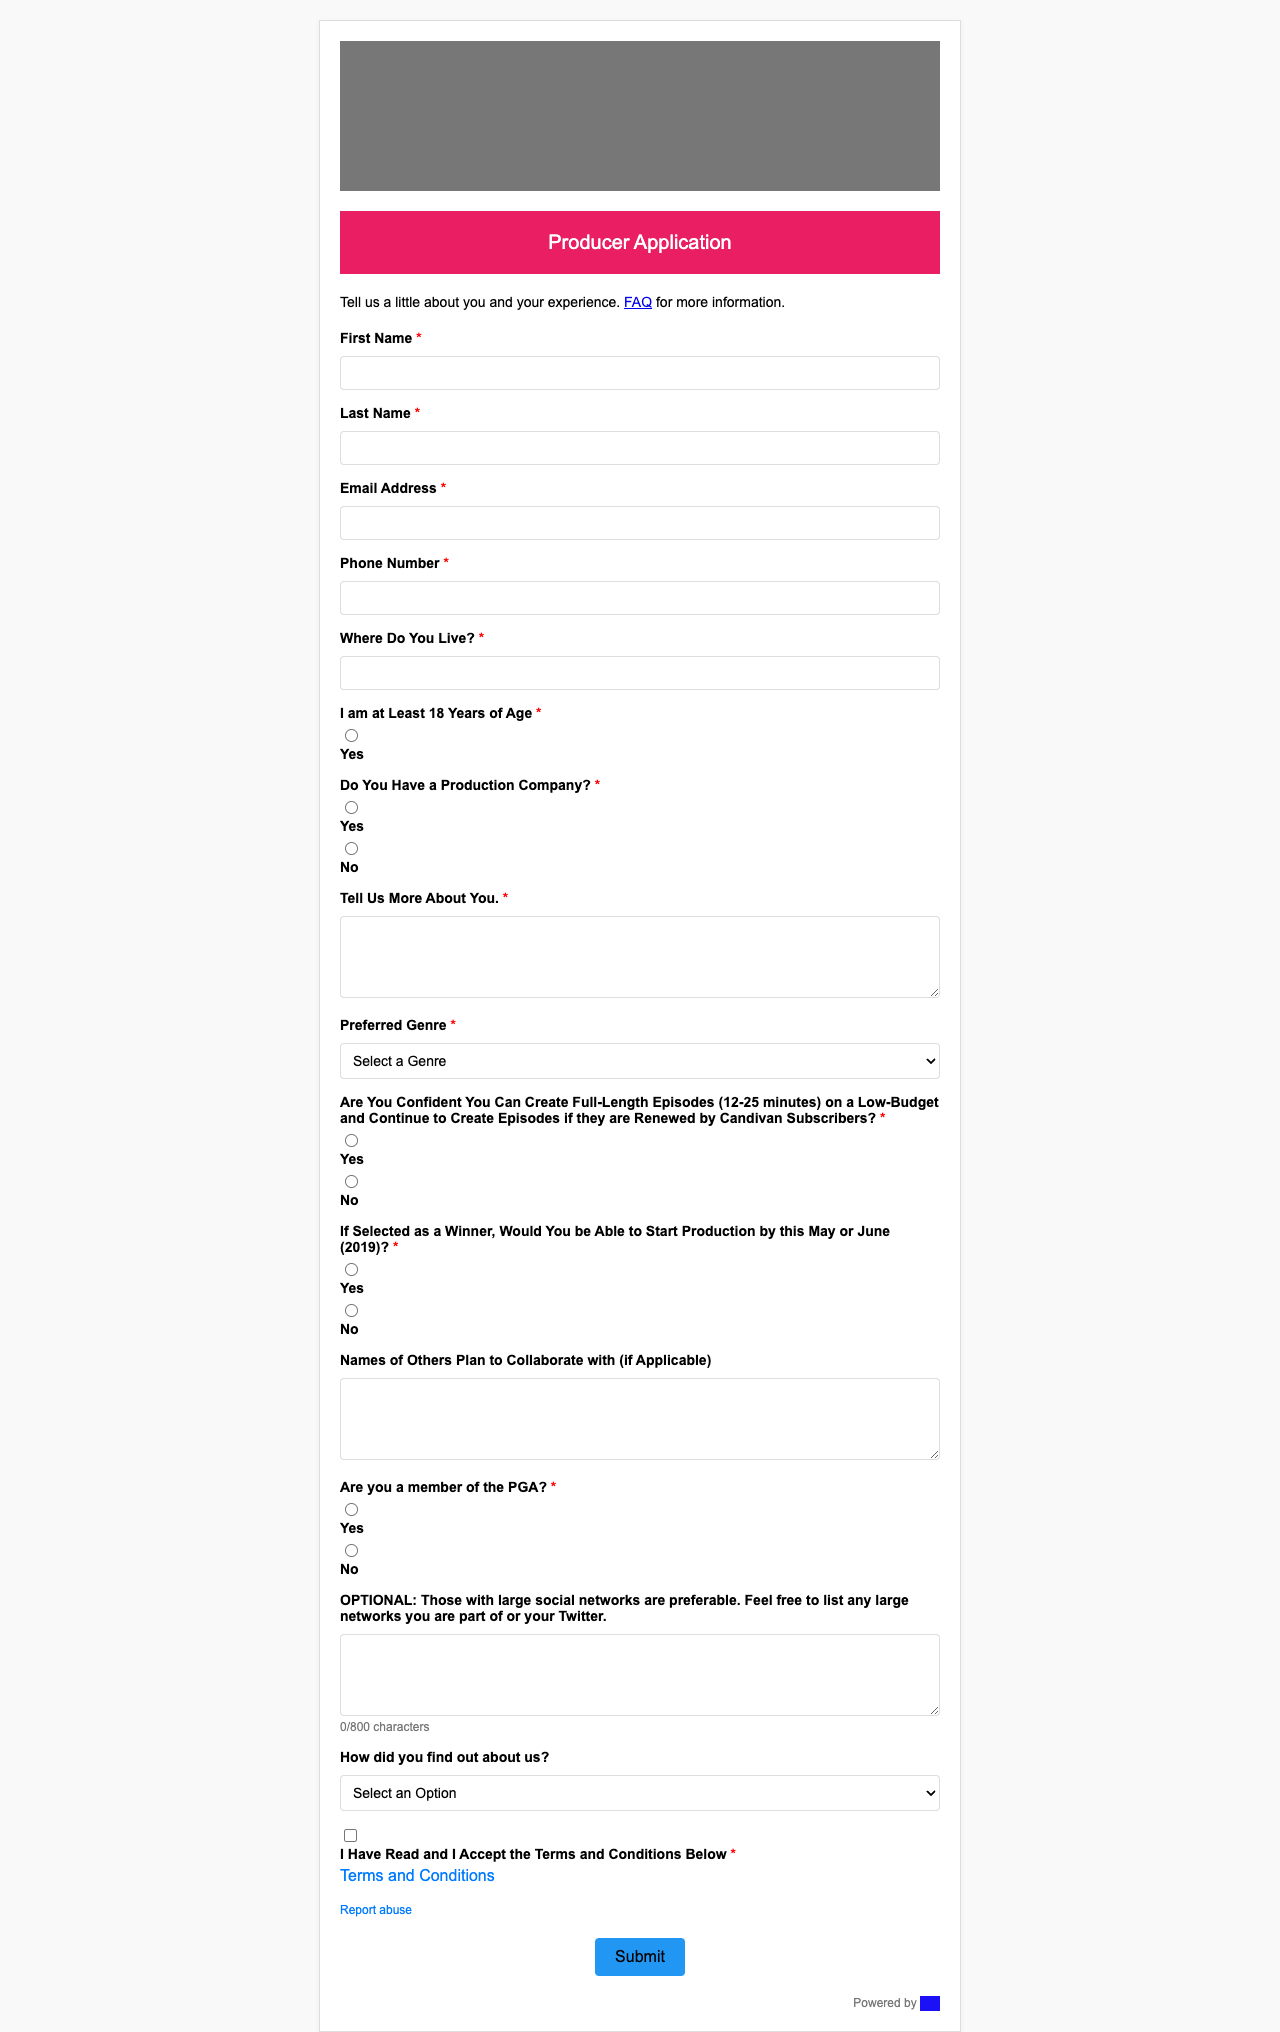 Producer Application
Tell us a little about you and your experience. FAQ for more information.
First Name *
Last Name *
Email Address *
Phone Number *
Where Do You Live? *
I am at Least 18 Years of Age *
Yes
Do You Have a Production Company? *
Yes
No
Tell Us More About You. *
Preferred Genre *
Select a Genre
Are You Confident You Can Create Full-Length Episodes (12-25 minutes) on a Low-Budget
and Continue to Create Episodes if they are Renewed by Candivan Subscribers? *
Yes
No
If Selected as a Winner, Would You be Able to Start Production by this May or June
(2019)? *
Yes
No
Names of Others Plan to Collaborate with (if Applicable)
Are you a member of the PGA? *
Yes
No
OPTIONAL: Those with large social networks are preferable. Feel free to list any large
networks you are part of or your Twitter.
0/800 characters
How did you find out about us?
Select an Option
I Have Read and I Accept the Terms and Conditions Below *
Terms and Conditions
Report abuse
Submit
Powered by